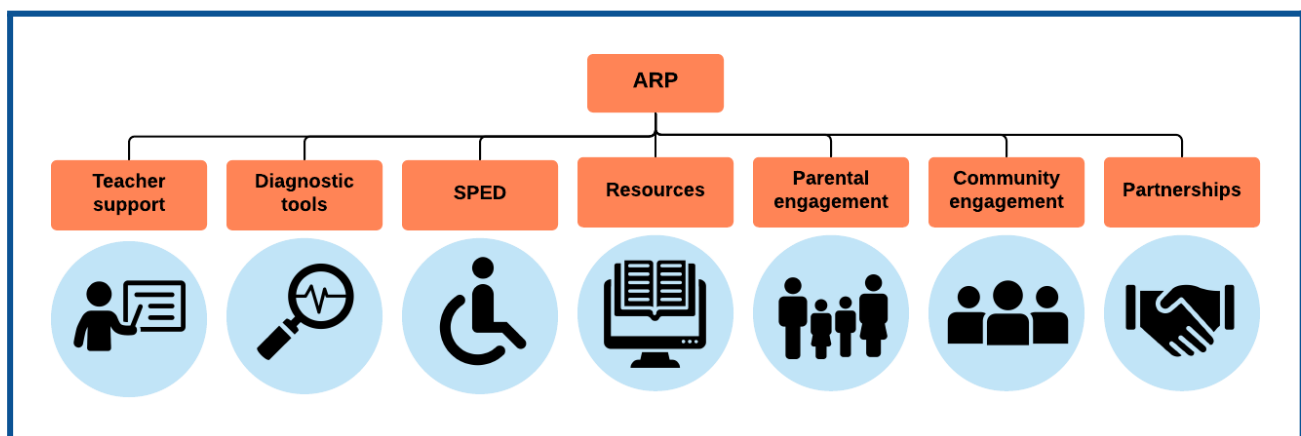 ARP
Teacher
support
Diagnostic
tools
SPED
Resources
Parental
engagement
Community
engagement
Partnerships